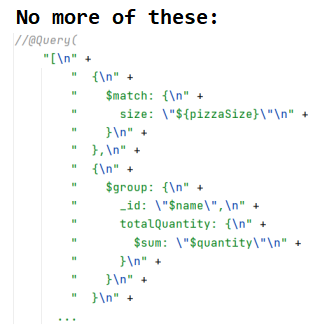 No more of these:
//@Query(
"[\n" +
"  {\n" +
"    $match: {\n" +
"      size: \"${pizzaSize}\"\n" +
"    }\n" +
"  },\n" +
"  {\n" +
"    $group: {\n" +
"      _id: \"$name\",\n" +
"      totalQuantity: {\n" +
"        $sum: \"$quantity\"\n" +
"      }\n" +
"    }\n" +
"  }\n" +
...